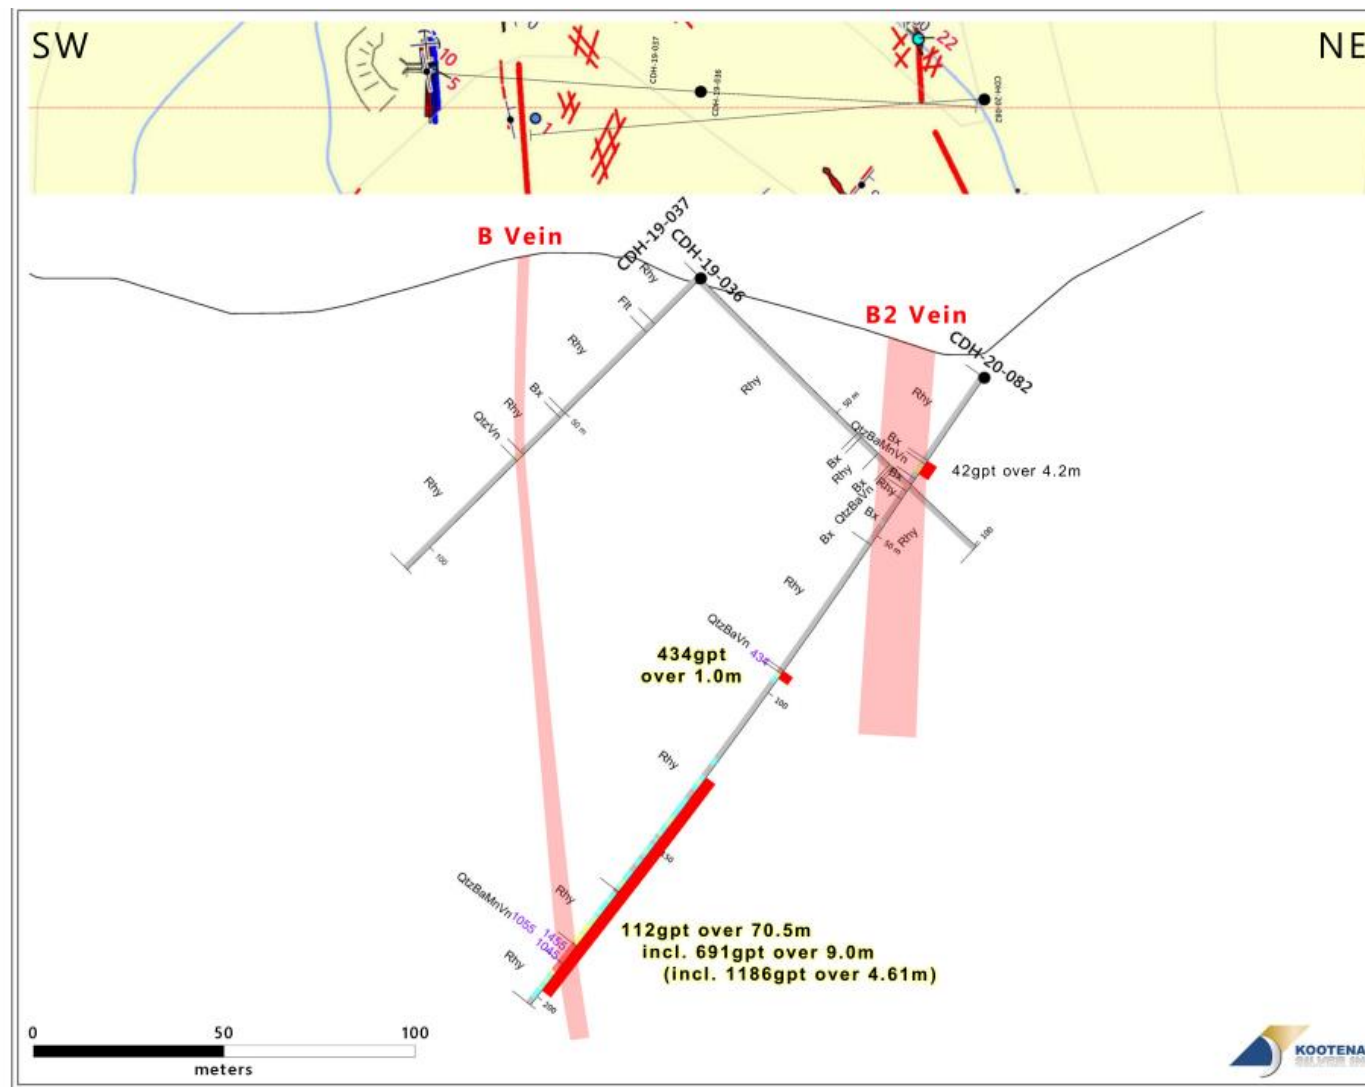 SW
NE
10
5
1
22
CDH-19-037
CDH-19-036
CDH-20-082
B Vein
CDH-19-037
CDH-19-036
B2 Vein
CDH-20-082
Rhy
Flt
Rhy
Bx
Rhy
50 m
QtzVn
Rhy
100
Rhy
50 m
Rhy
Bx
QtzBaMnVn
Bx
Rhy
Bx
Bx
Rhy
QtzBaVn
Bx
Bx
50 m
Rhy
100
42gpt over 4.2m
Rhy
QtzBaVn
434
434gpt
over 1.0m
100
Rhy
150
Rhy
QtzBaMnVn
1055
1455
1045
Rhy
200
112gpt over 70.5m
incl. 691gpt over 9.0m
(incl. 1186gpt over 4.61m)
0 50 100
meters
KOOTENA
SILVER IN